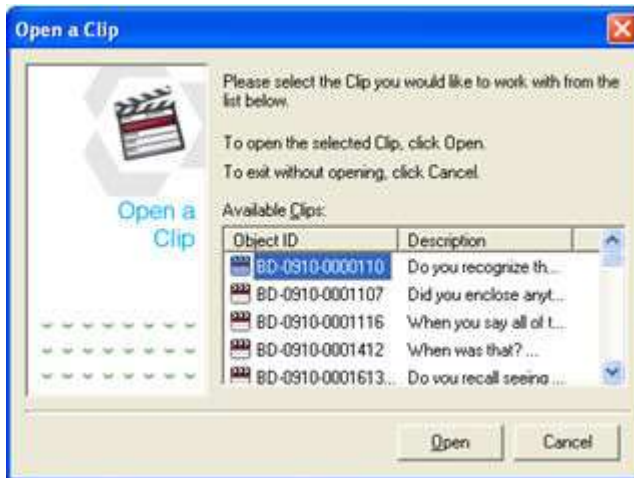 Open a Clip
Please select the Clip you would like to work with from the
list below.
To open the selected Clip, click Open.
To exit without opening, click Cancel.
Open a
Clip
Available Clips:
Object ID Description
BD-0910-0000110 Do you recognize th...
BD-0910-0001107 Did you enclose anyt...
BD-0910-0001116 When you say all of t...
BD-0910-0001412 When was that? ...
BD-0910-0001613... Do you recall seeing ...
Open Cancel